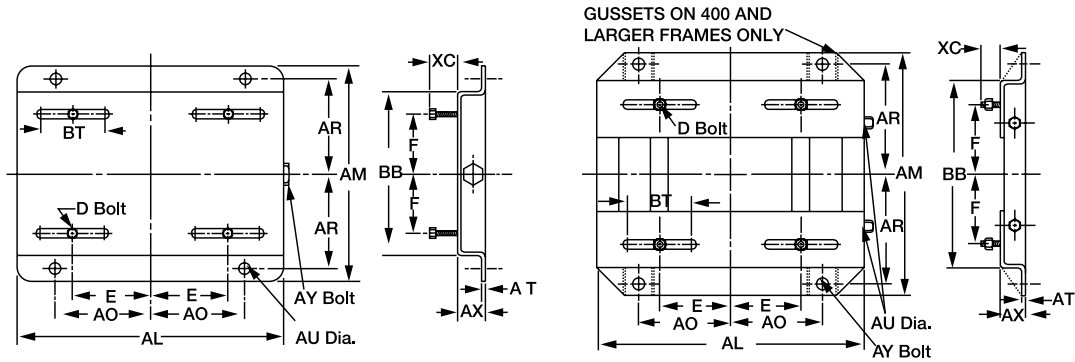 GUSSETS ON 400 AND
LARGER FRAMES ONLY
XC
BT
AR
AM
BB
F
F
D Bolt
AR
E
E
AO
AO
AL
AY Bolt
AU Dia.
A T
AX
XC
D Bolt
AR
AM
BB
F
F
BT
AR
E
E
AO
AO
AL
AU Dia.
AY Bolt
AT
AX